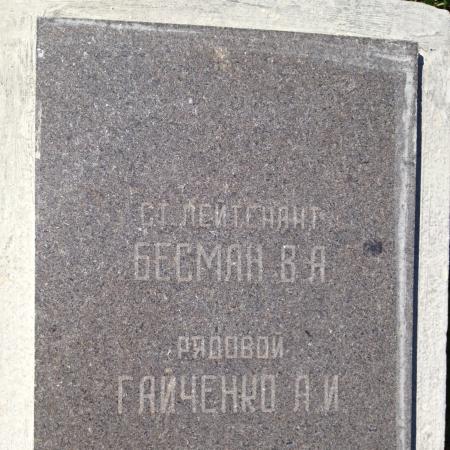 СТ ЛЕЙТЕНАНТ
БЕСМАН В.А
РЯДОВОЙ
ГАЙЧЕНКО А.И